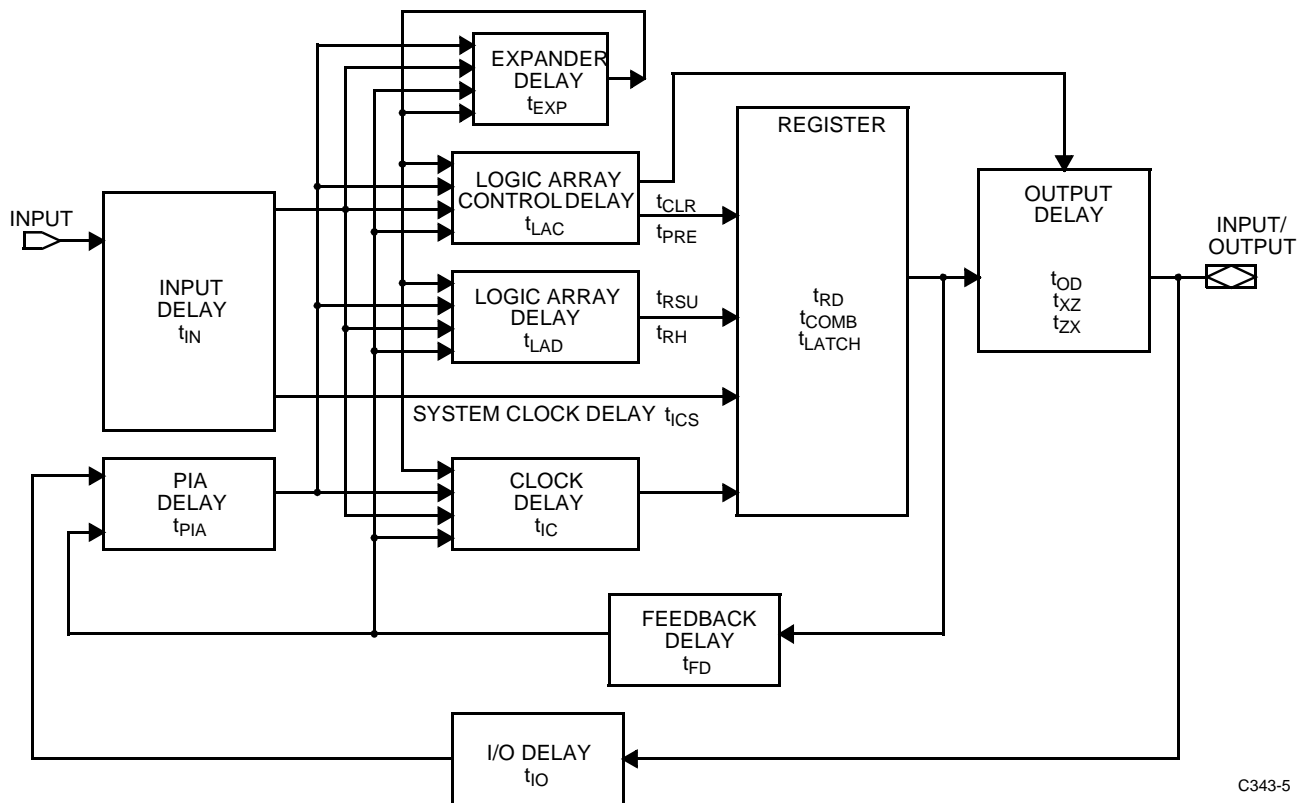 EXPANDER
DELAY
tEXP
LOGIC ARRAY
CONTROL DELAY
tLAC
tCLR
tPRE
REGISTER
tRD
tCOMB
tLATCH
OUTPUT
DELAY
tOD
tXZ
tZX
INPUT/
OUTPUT
INPUT
INPUT
DELAY
tIN
LOGIC ARRAY
DELAY
tLAD
tRSU
tRH
SYSTEM CLOCK DELAY tICS
PIA
DELAY
tPIA
CLOCK
DELAY
tIC
FEEDBACK
DELAY
tFD
I/O DELAY
tIO
C343-5